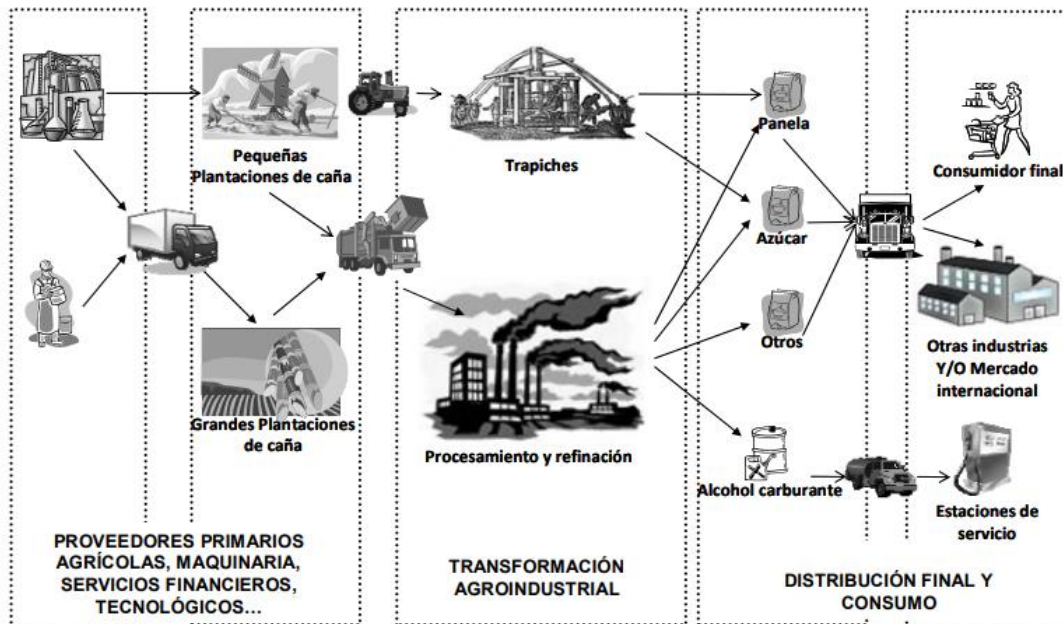 Pequeñas
Plantaciones de caña
Trapiches
Panela
Consumidor final
Azúcar
Otros
Otras industrias
Y/O Mercado
internacional
Grandes Plantaciones
de caña
Procesamiento y refinación
Alcohol carburante
Estaciones de
servicio
PROVEEDORES PRIMARIOS
AGRÍCOLAS, MAQUINARIA,
SERVICIOS FINANCIEROS,
TECNOLÓGICOS...
TRANSFORMACIÓN
AGROINDUSTRIAL
DISTRIBUCIÓN FINAL Y
CONSUMO